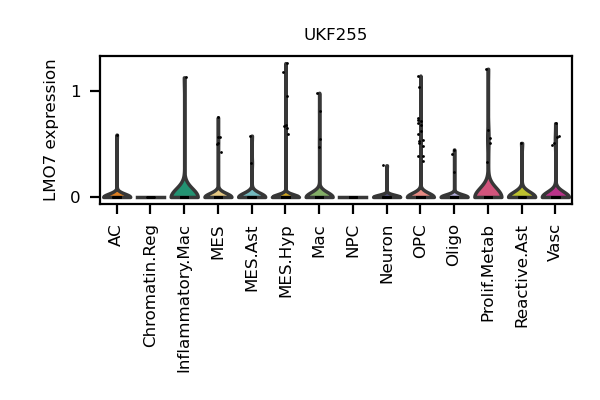 UKF255
LMO7 expression
1
0
AC
Chromatin.Reg
Inflammatory.Mac
MES
MES.Ast
MES.Hyp
Mac
NPC
Neuron
OPC
Oligo
Prolif.Metab
Reactive.Ast
Vasc